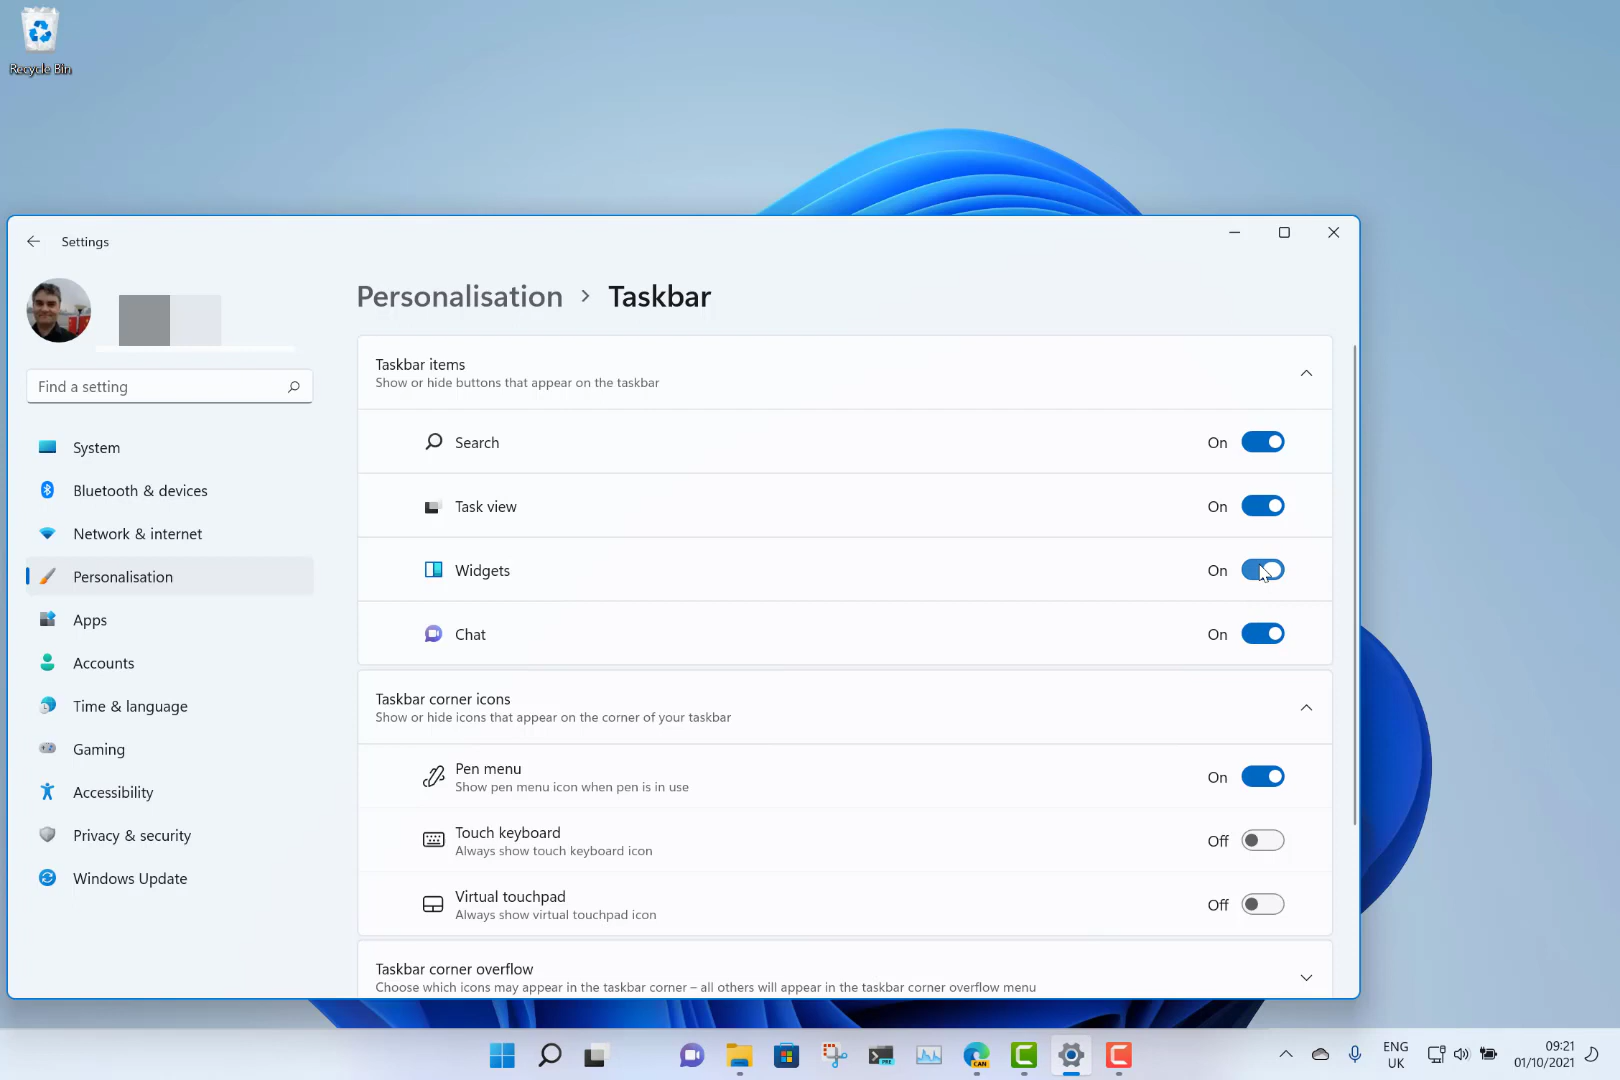 Recycle Bin
Settings
Find a setting
System
Bluetooth & devices
Network & internet
Personalisation
Apps
Accounts
Time & language
Gaming
Accessibility
Privacy & security
Windows Update
Personalisation > Taskbar
Taskbar items
Show or hide buttons that appear on the taskbar
Search On
Task view On
Widgets On
Chat On
Taskbar corner icons
Show or hide icons that appear on the corner of your taskbar
Pen menu
Show pen menu icon when pen is in use
On
Touch keyboard
Always show touch keyboard icon
Off
Virtual touchpad
Always show virtual touchpad icon
Off
Taskbar corner overflow
Choose which icons may appear in the taskbar corner – all others will appear in the taskbar corner overflow menu
PRE
CAN
ENG
UK
09:21
01/10/2021